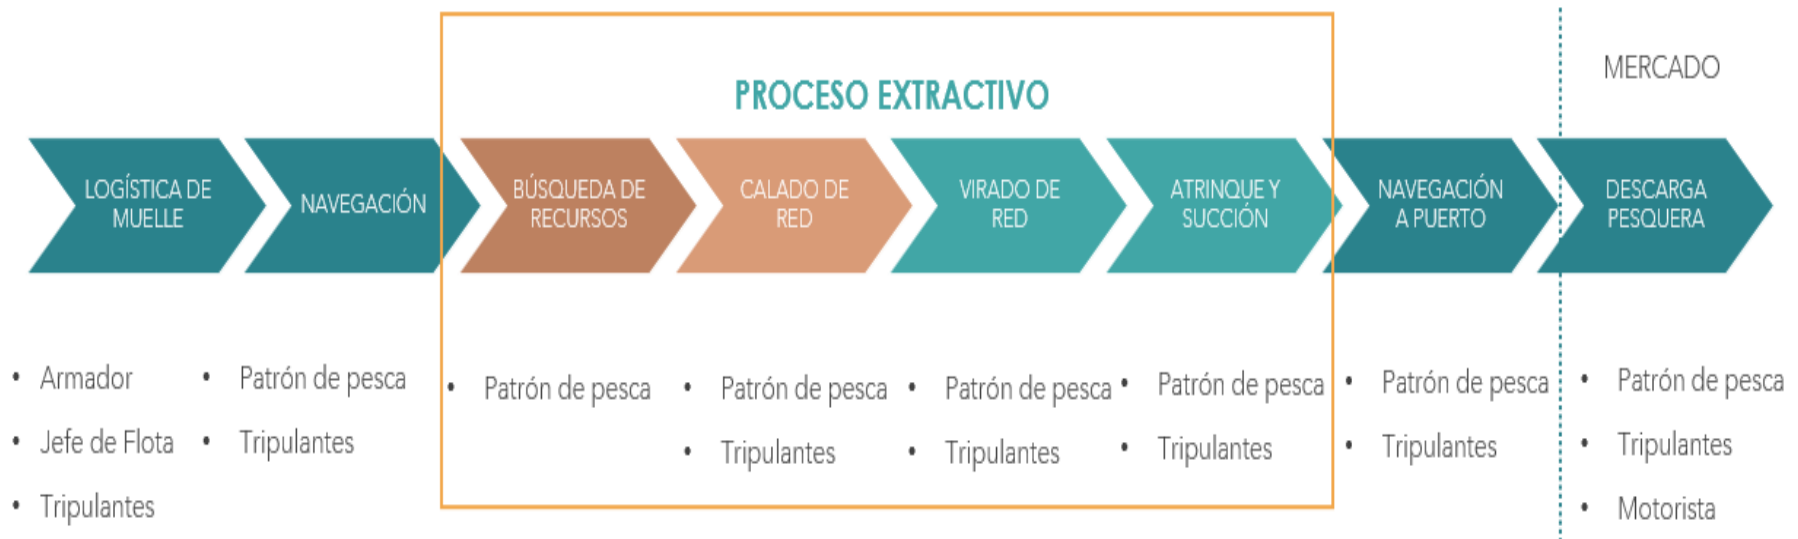 MERCADO
PROCESO EXTRACTIVO
LOGÍSTICA DE
MUELLE
NAVEGACIÓN
BÚSQUEDA DE
RECURSOS
CALADO DE
RED
VIRADO DE
RED
ATRINQUE Y
SUCCIÓN
NAVEGACIÓN
A PUERTO
DESCARGA
PESQUERA
• Armador
• Jefe de Flota
• Tripulantes
• Patrón de pesca
• Tripulantes
• Patrón de pesca
• Patrón de pesca
• Tripulantes
• Patrón de pesca
• Tripulantes
• Patrón de pesca
• Tripulantes
• Patrón de pesca
• Tripulantes
• Patrón de pesca
• Tripulantes
• Motorista